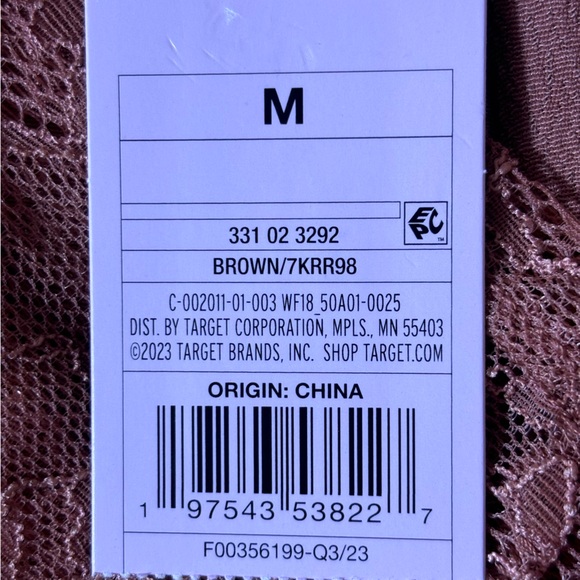 M
EPC™
331 02 3292
BROWN/7KRR98
C-002011-01-003 WF18_50A01-0025
DIST. BY TARGET CORPORATION, MPLS., MN 55403
©2023 TARGET BRANDS, INC. SHOP TARGET.COM
ORIGIN: CHINA
1 97543 53822 7
F00356199-Q3/23